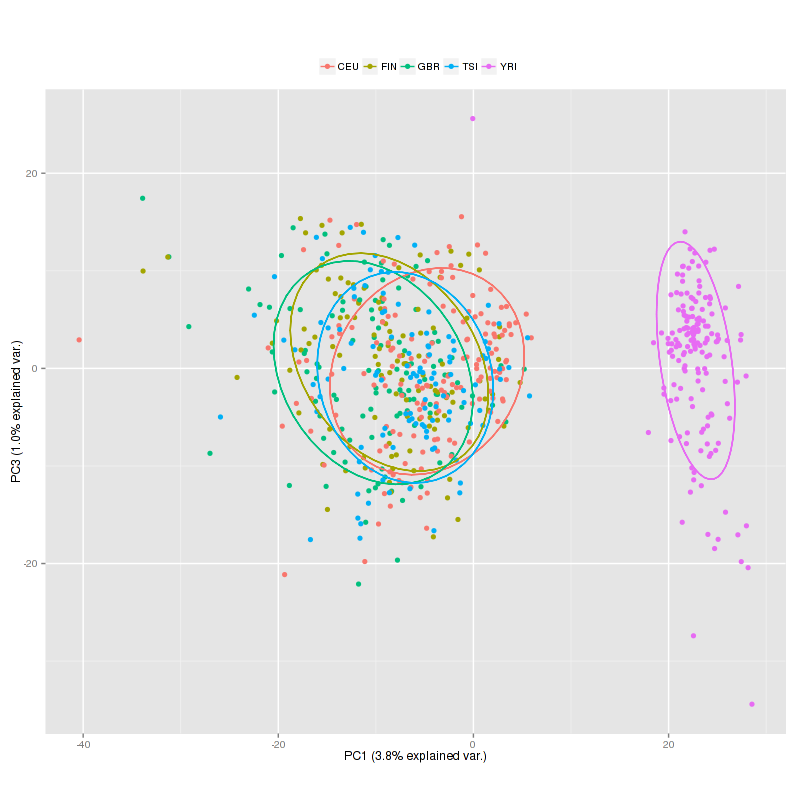 CEU FIN GBR TSI YRI
20
0
-20
PC3 (1.0% explained var.)
-40 -20 0 20
PC1 (3.8% explained var.)